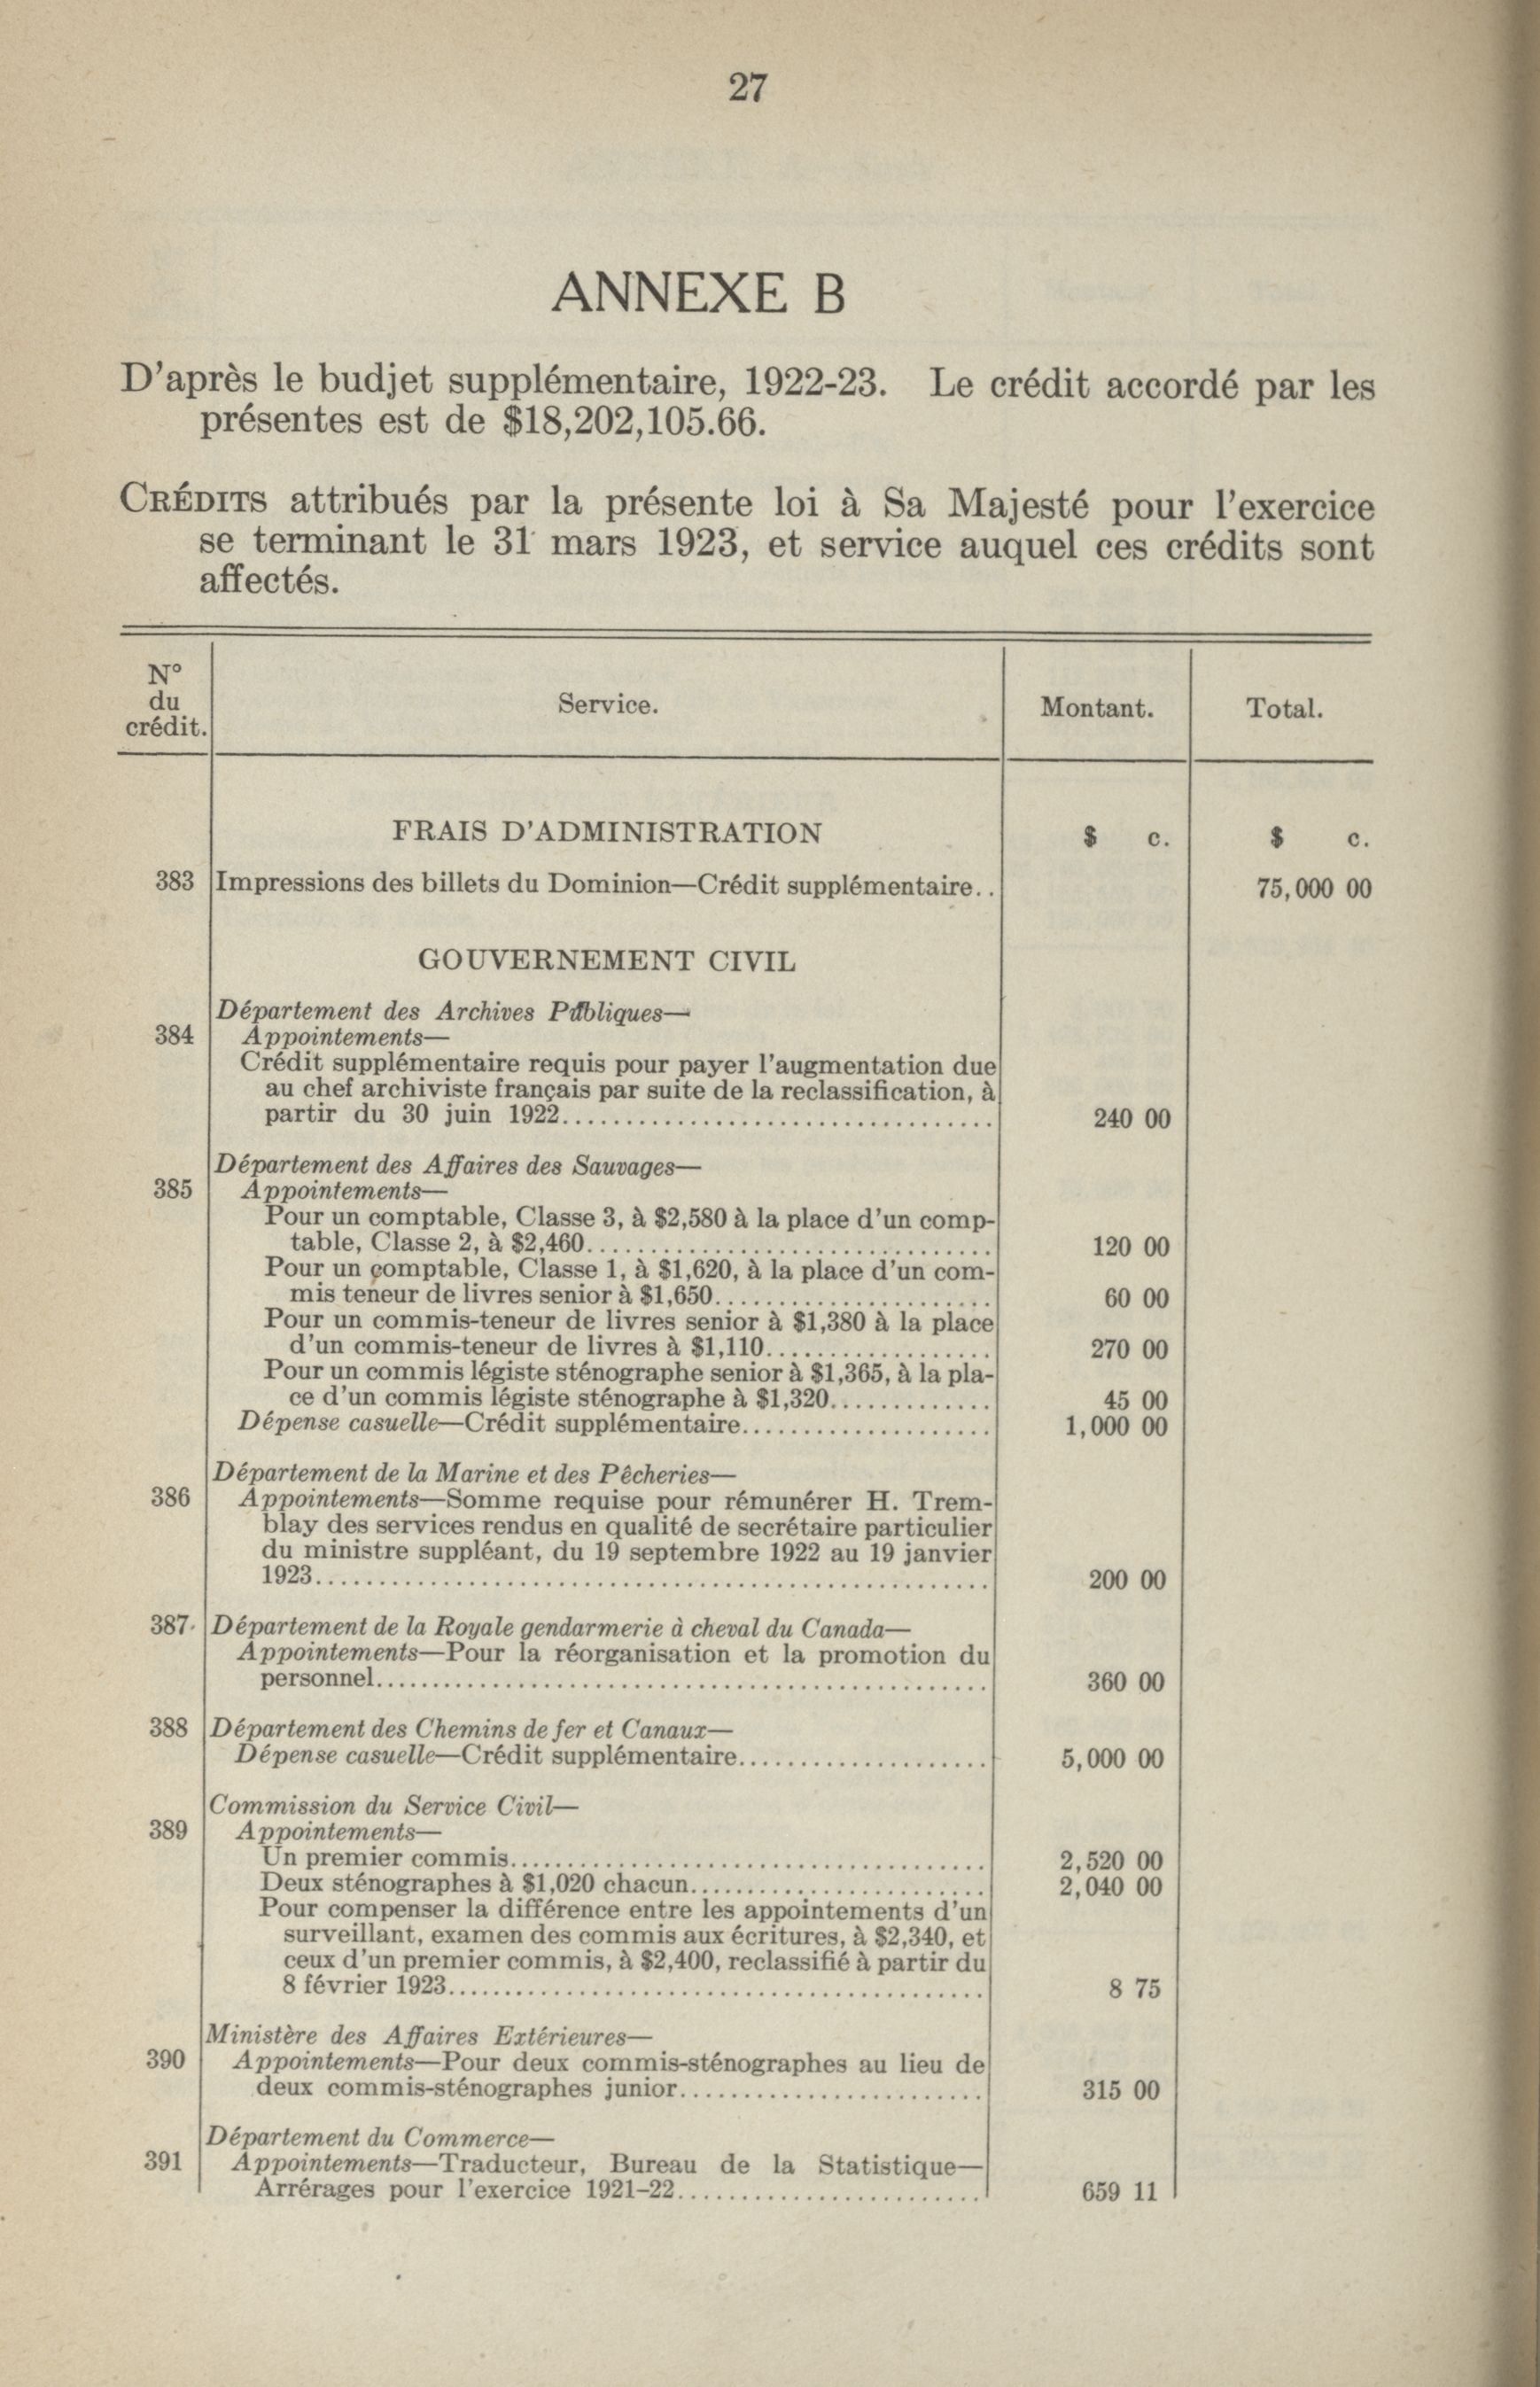 27
ANNEXE B
D'après le budjet supplémentaire, 1922-23. Le crédit accordé par les
présentes est de $18,202,105.66.
CRÉDITS attribués par la présente loi à Sa Majesté pour l'exercice
se terminant le 31 mars 1923, et service auquel ces crédits sont
affectés.
N°
du
crédit.
Service.
Montant.
Total.
FRAIS D'ADMINISTRATION
$ c.
$ c.
383 Impressions des billets du Dominion—Crédit supplémentaire.. 75,000 00
GOUVERNEMENT CIVIL
Département des Archives Publiques—
384 Appointements—
Crédit supplémentaire requis pour payer l'augmentation due
au chef archiviste français par suite de la reclassification, à
partir du 30 juin 1922.................................. 240 00
Département des Affaires des Sauvages—
385 Appointements—
Pour un comptable, Classe 3, à $2,580 à la place d'un comp-
table, Classe 2, à $2,460................................ 120 00
Pour un comptable, Classe 1, à $1,620, à la place d'un com-
mis teneur de livres senior à $1,650...................... 60 00
Pour un commis-teneur de livres senior à $1,380 à la place
d'un commis-teneur de livres à $1,110.................. 270 00
Pour un commis légiste sténographe senior à $1,365, à la pla-
ce d'un commis légiste sténographe à $1,320............. 45 00
Dépense casuelle—Crédit supplémentaire.................... 1,000 00
Département de la Marine et des Pêcheries—
386 Appointements—Somme requise pour rémunérer H. Trem-
blay des services rendus en qualité de secrétaire particulier
du ministre suppléant, du 19 septembre 1922 au 19 janvier
1923..................................................... 200 00
387 Département de la Royale gendarmerie à cheval du Canada—
Appointements—Pour la réorganisation et la promotion du
personnel................................................ 360 00
388 Département des Chemins de fer et Canaux—
Dépense casuelle—Crédit supplémentaire.................... 5,000 00
Commission du Service Civil—
389 Appointements—
Un premier commis..................................... 2,520 00
Deux sténographes à $1,020 chacun....................... 2,040 00
Pour compenser la différence entre les appointements d'un
surveillant, examen des commis aux écritures, à $2,340, et
ceux d'un premier commis, à $2,400, reclassifié à partir du
8 février 1923.......................................... 8 75
Ministère des Affaires Extérieures—
390 Appointements—Pour deux commis-sténographes au lieu de
deux commis-sténographes junior........................ 315 00
Département du Commerce—
391 Appointements—Traducteur, Bureau de la Statistique—
Arrérages pour l'exercice 1921-22........................ 659 11